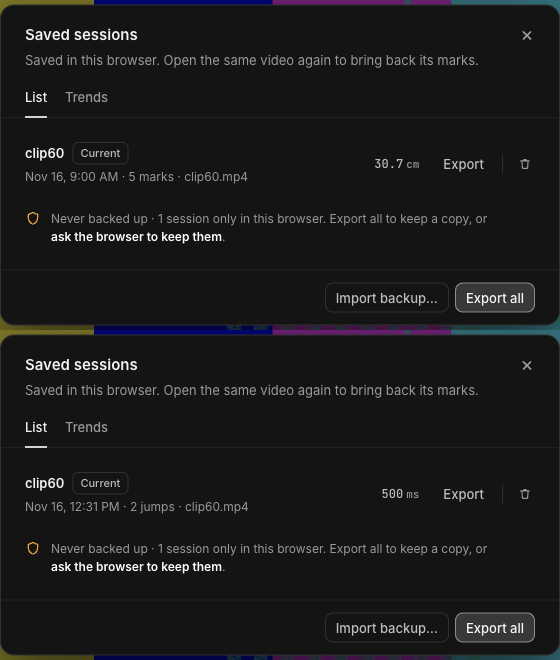 Saved sessions
Saved in this browser. Open the same video again to bring back its marks.
List Trends
clip60 Current
Nov 16, 9:00 AM · 5 marks · clip60.mp4
30.7 cm Export
Never backed up · 1 session only in this browser. Export all to keep a copy, or
ask the browser to keep them.
Import backup... Export all
Saved sessions
Saved in this browser. Open the same video again to bring back its marks.
List Trends
clip60 Current
Nov 16, 12:31 PM · 2 jumps · clip60.mp4
500 ms Export
Never backed up · 1 session only in this browser. Export all to keep a copy, or
ask the browser to keep them.
Import backup... Export all